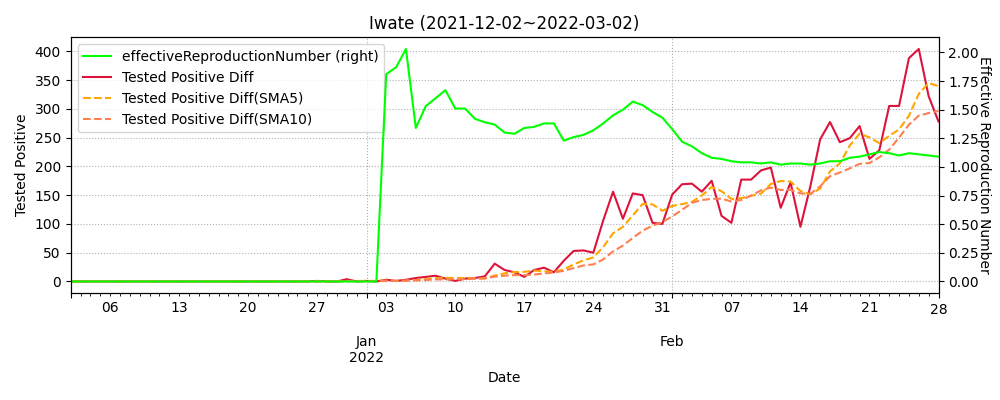 Iwate (2021-12-02~2022-03-02)
effectiveReproductionNumber (right)
Tested Positive Diff
Tested Positive Diff(SMA5)
Tested Positive Diff(SMA10)
Tested Positive
400
350
300
250
200
150
100
50
0
2.00
1.75
1.50
1.25
1.00
0.75
0.50
0.25
0.00
Effective Reproduction Number
06 13 20 27 03 10 17 24 31 07 14 21 28
Jan Feb
2022
Date